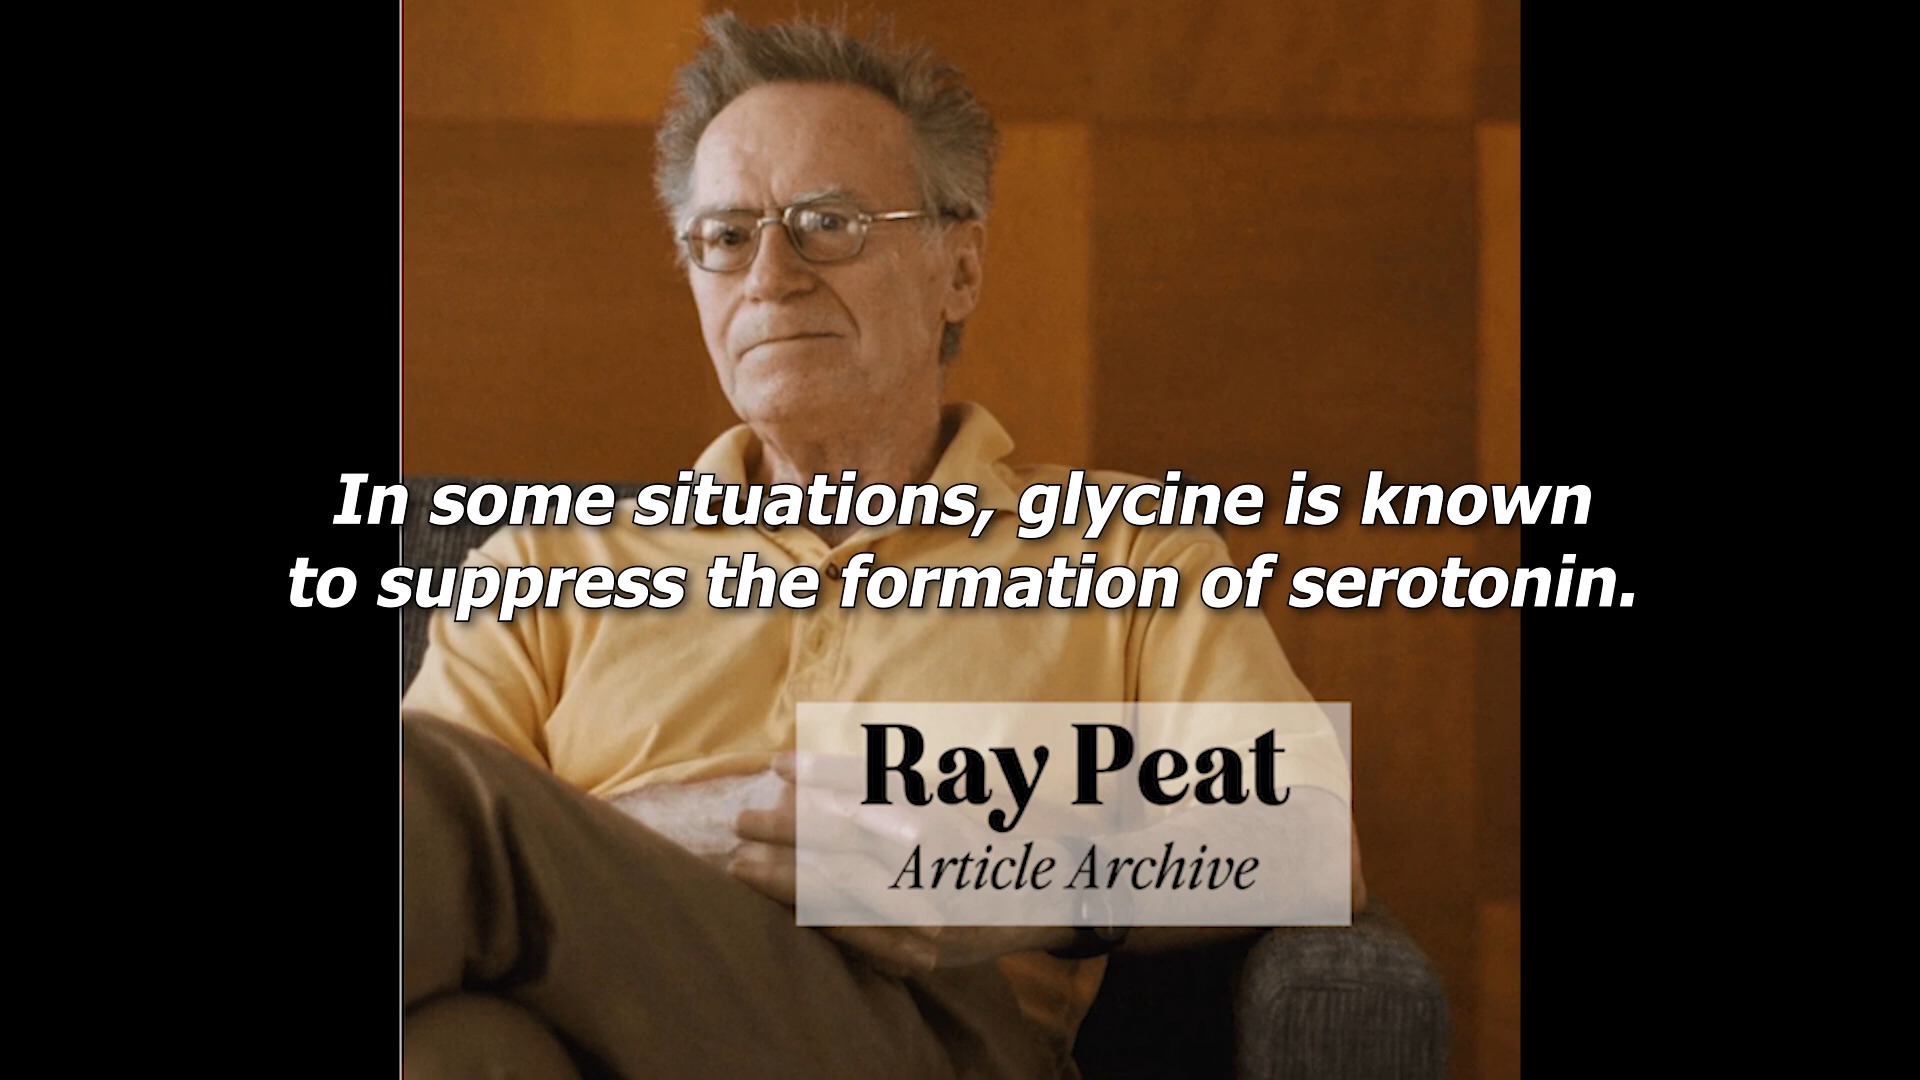 In some situations, glycine is known
to suppress the formation of serotonin.
Ray Peat
Article Archive